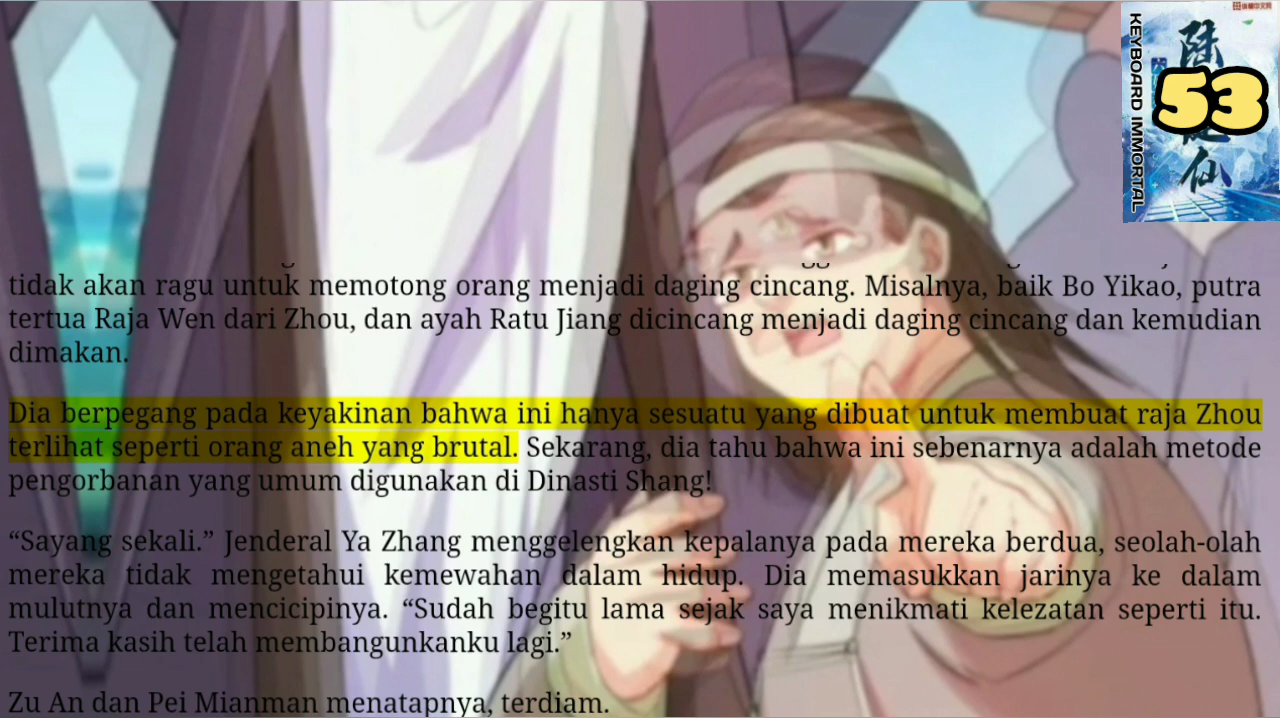 KEYBOARD IMMORTAL
53
仙
tidak akan ragu untuk memotong orang menjadi daging cincang. Misalnya, baik Bo Yikao, putra
tertua Raja Wen dari Zhou, dan ayah Ratu Jiang dicincang menjadi daging cincang dan kemudian
dimakan.
Dia berpegang pada keyakinan bahwa ini hanya sesuatu yang dibuat untuk membuat raja Zhou
terlihat seperti orang aneh yang brutal. Sekarang, dia tahu bahwa ini sebenarnya adalah metode
pengorbanan yang umum digunakan di Dinasti Shang!
“Sayang sekali.” Jenderal Ya Zhang menggelengkan kepalanya pada mereka berdua, seolah-olah
mereka tidak mengetahui kemewahan dalam hidup. Dia memasukkan jarinya ke dalam
mulutnya dan mencicipinya. “Sudah begitu lama sejak saya menikmati kelezatan seperti itu.
Terima kasih telah membangunkanku lagi.”
Zu An dan Pei Mianman menatapnya, terdiam.